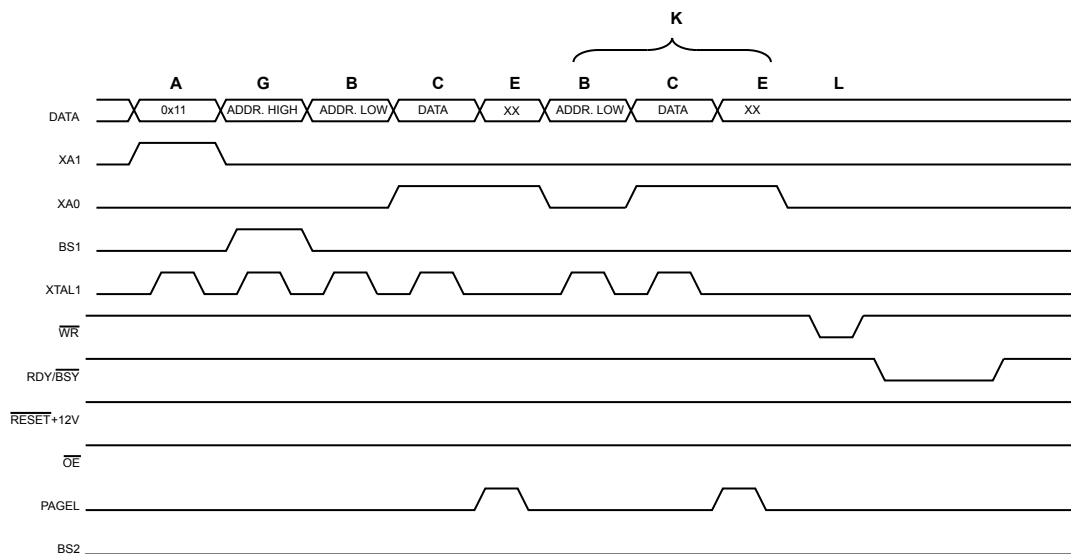 K
A G B C E B C E L
DATA 0x11 ADDR. HIGH ADDR. LOW DATA XX ADDR. LOW DATA XX
XA1
XA0
BS1
XTAL1
WR
RDY/BSY
RESET+12V
OE
PAGEL
BS2